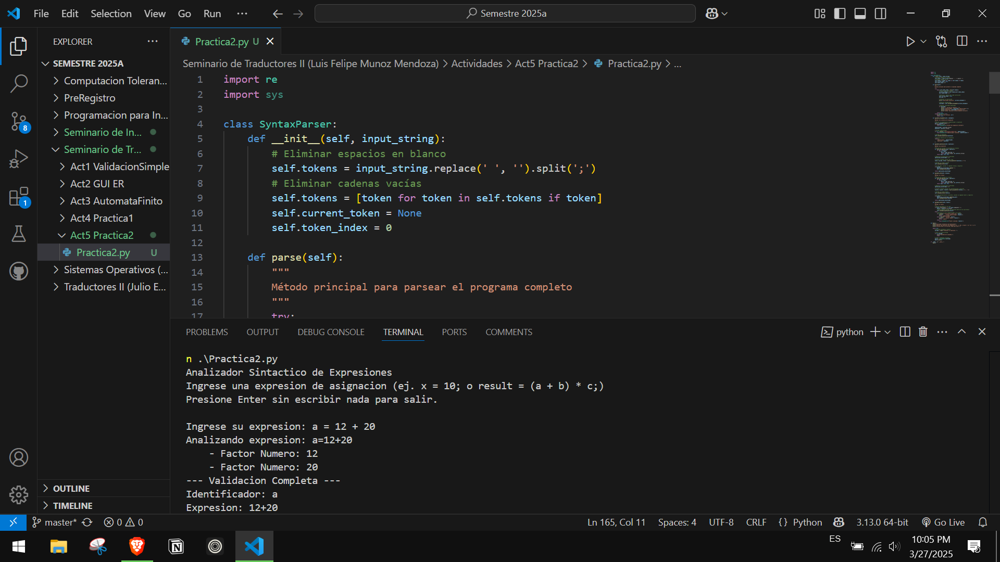 File Edit Selection View Go Run ··· Semestre 2025a
EXPLORER ···
SEMESTRE 2025A
Computacion Toleran...
PreRegistro
Programacion para In...
Seminario de In...
Seminario de Tr...
Act1 ValidacionSimple
Act2 GUI ER
Act3 AutomataFinito
Act4 Practica1
Act5 Practica2
Practica2.py U
Sistemas Operativos (...
Traductores II (Julio E...
OUTLINE
TIMELINE
8
1
Practica2.py U
Seminario de Traductores II (Luis Felipe Munoz Mendoza) > Actividades > Act5 Practica2 > Practica2.py > ...
1 import re
2 import sys
3
4 class SyntaxParser:
5 def __init__(self, input_string):
6 # Eliminar espacios en blanco
7 self.tokens = input_string.replace(' ', '').split(';')
8 # Eliminar cadenas vacías
9 self.tokens = [token for token in self.tokens if token]
10 self.current_token = None
11 self.token_index = 0
12
13 def parse(self):
14 """
15 Método principal para parsear el programa completo
16 """
17 try:
PROBLEMS OUTPUT DEBUG CONSOLE TERMINAL PORTS COMMENTS python
n .\Practica2.py
Analizador Sintactico de Expresiones
Ingrese una expresion de asignacion (ej. x = 10; o result = (a + b) * c;)
Presione Enter sin escribir nada para salir.
Ingrese su expresion: a = 12 + 20
Analizando expresion: a=12+20
- Factor Numero: 12
- Factor Numero: 20
--- Validacion Completa ---
Identificador: a
Expresion: 12+20
master* 0 0 Ln 165, Col 11 Spaces: 4 UTF-8 CRLF {} Python 3.13.0 64-bit Go Live
ES
10:05 PM
3/27/2025